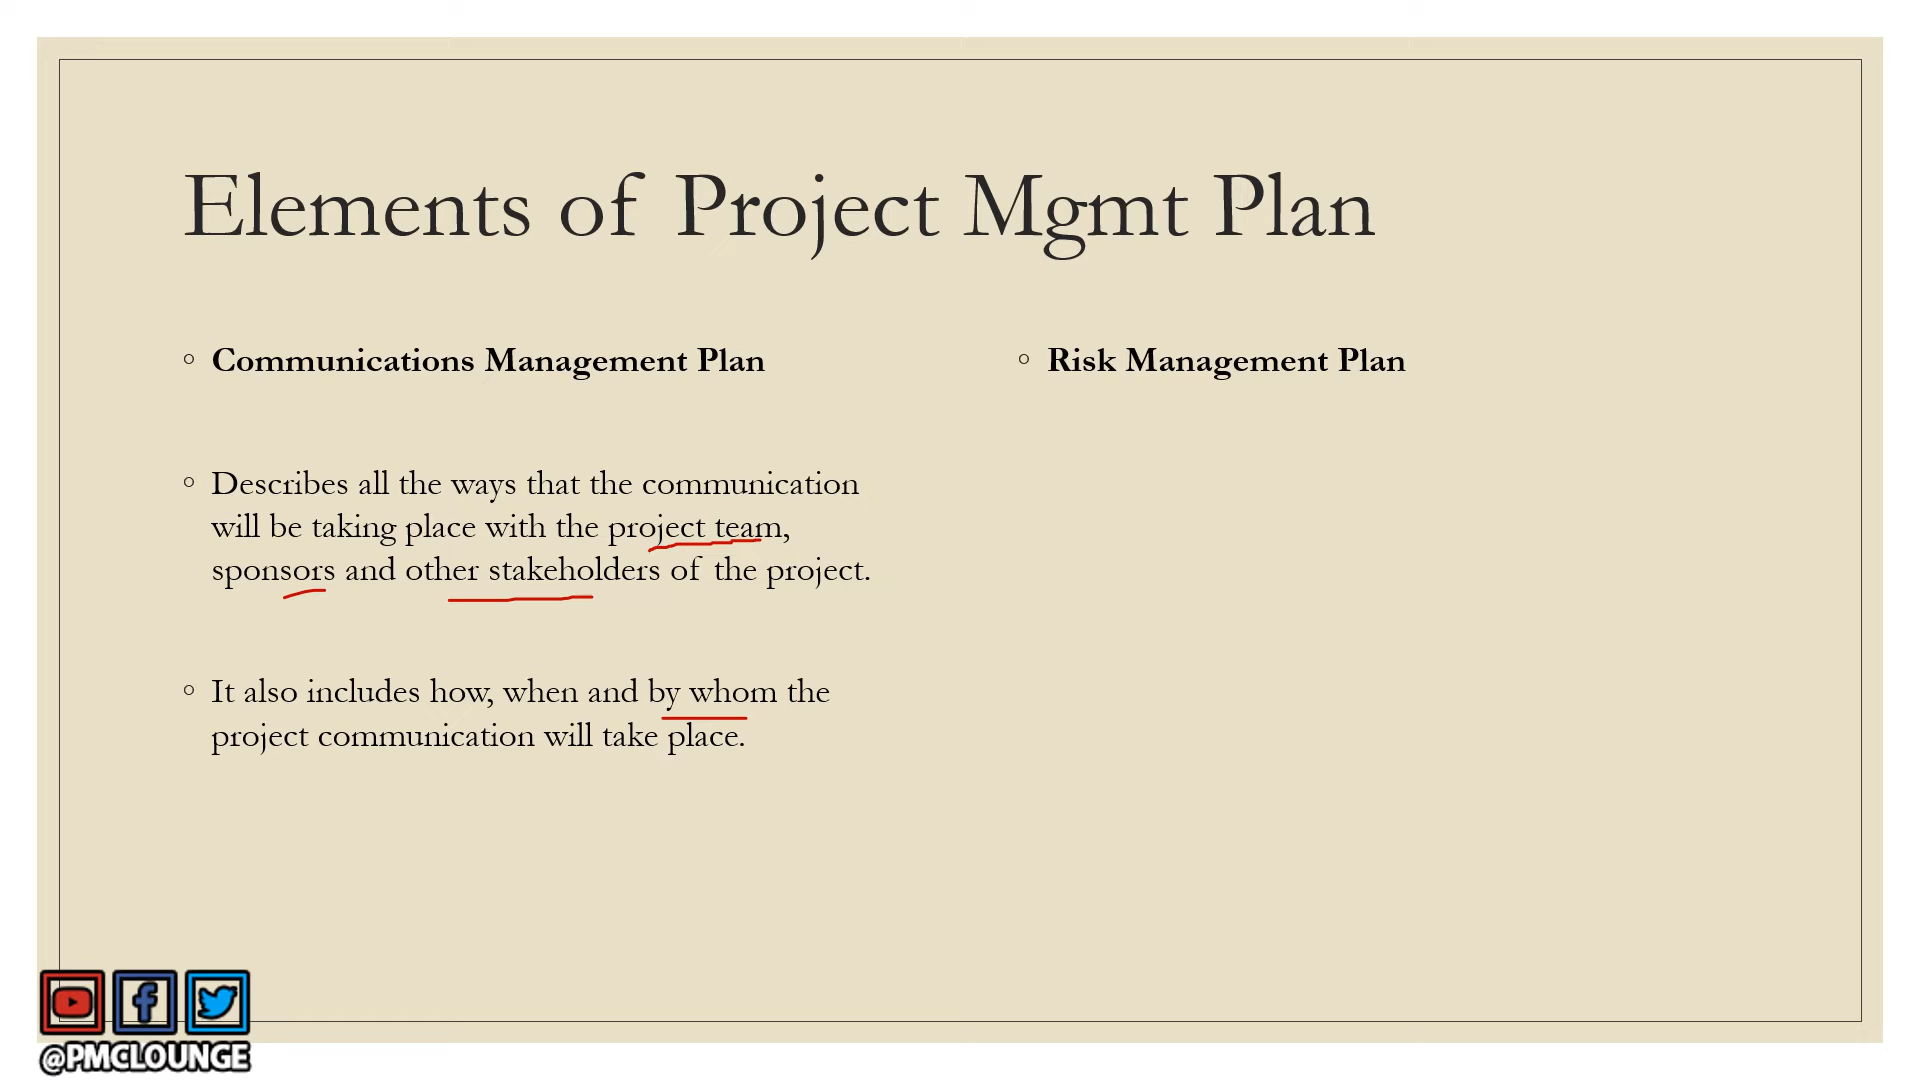 Elements of Project Mgmt Plan
Communications Management Plan
Describes all the ways that the communication
will be taking place with the project team,
sponsors and other stakeholders of the project.
It also includes how, when and by whom the
project communication will take place.
Risk Management Plan
@PMCLOUNGE